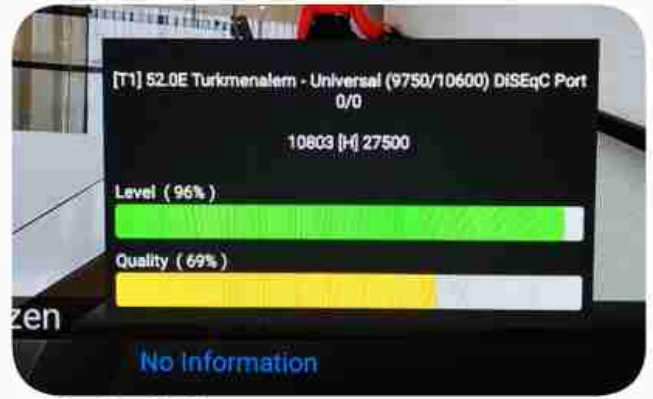 [T1] 52.0E Turkmenalem - Universal (9750/10600) DiSEqC Port
0/0
10803 [H] 27500
Level ( 96% )
Quality ( 69% )
zen
No Information